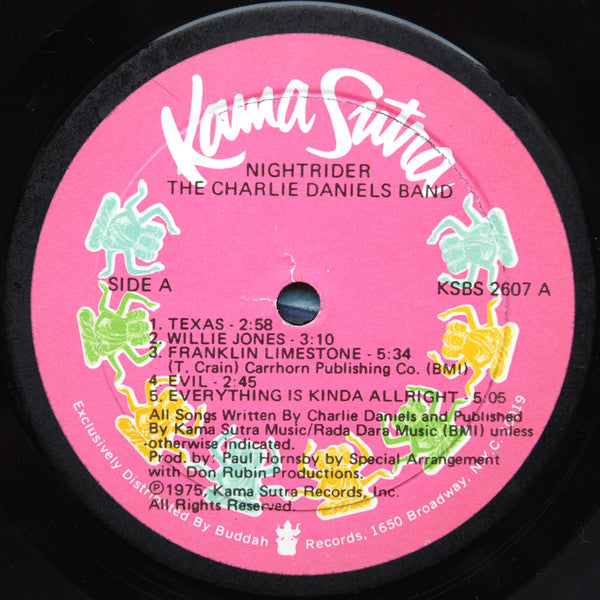 Kama Sutra
NIGHTRIDER
THE CHARLIE DANIELS BAND
SIDE A
KSBS 2607 A
1. TEXAS - 2:58
2. WILLIE JONES - 3:10
3. FRANKLIN LIMESTONE - 5:34
(T. Crain) Carrhorn Publishing Co. (BMI)
4 EVIL - 2:45
5. EVERYTHING IS KINDA ALLRIGHT - 5:05
All Songs Written By Charlie Daniels and Published
By Kama Sutra Music/Rada Dara Music (BMI) unless
otherwise indicated.
Prod. by: Paul Hornsby by Special Arrangement
with Don Rubin Productions.
Ⓟ1975, Kama Sutra Records, Inc.
All Rights Reserved.
Exclusively Distributed By Buddah Records, 1650 Broadway, N.Y.C. 10019